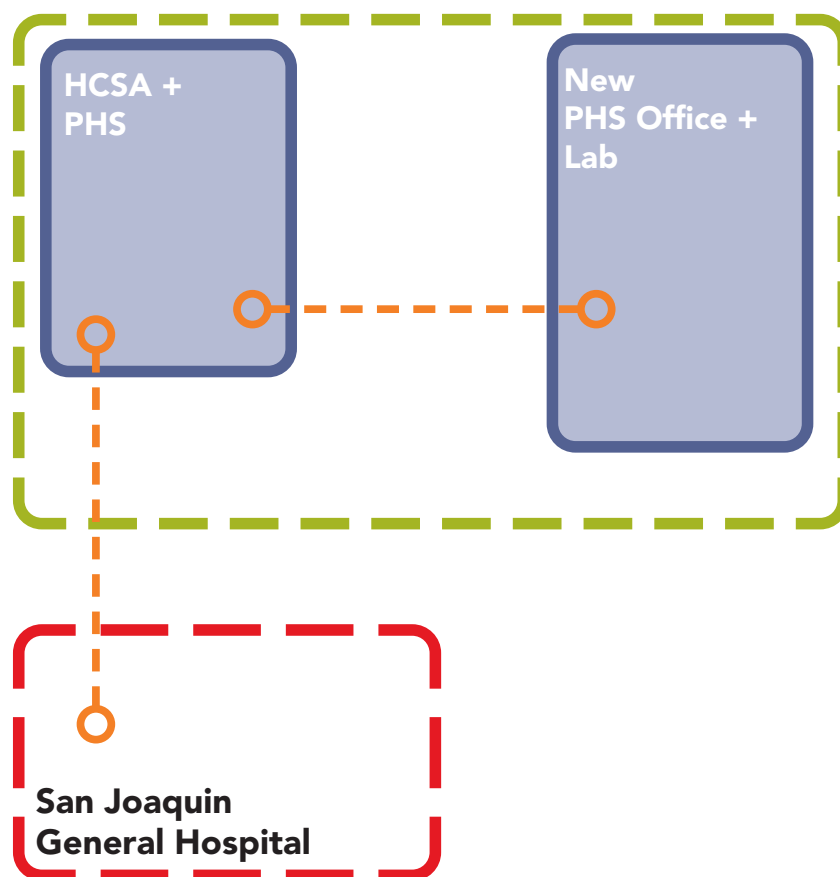 HCSA +
PHS
New
PHS Office +
Lab
San Joaquin
General Hospital